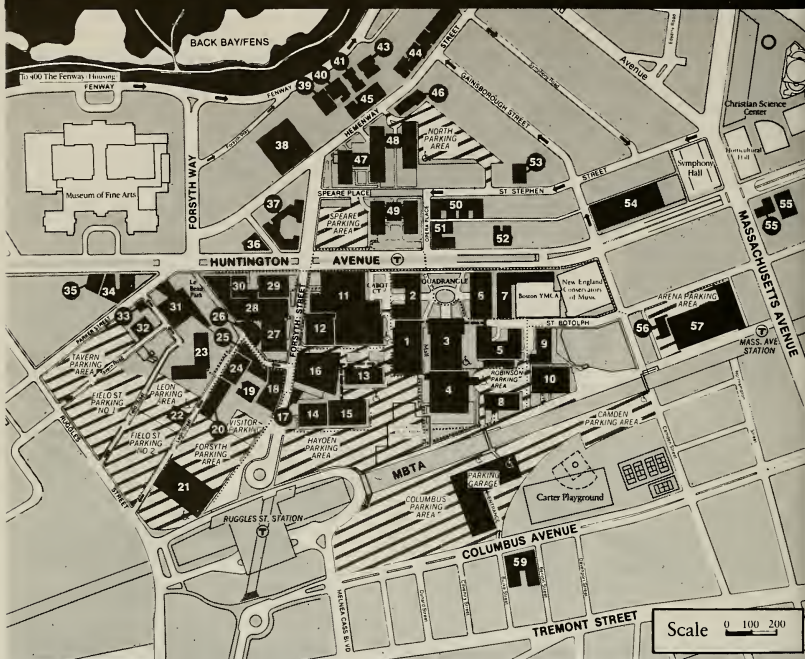 BACK BAY/FENS
To 400 The Fenway-Housing
FENWAY
FENWAY
43
44
STREET
41
40
39
45
46
HEMENWAY
GAINSBOROUGH STREET
Avenue
Christian Science
Center
Horticultural
Hall
Museum of Fine Arts
FORSYTH WAY
38
48
47
NORTH
PARKING
AREA
53
Symphony
Hall
SPEARE PLACE
ST STEPHEN
STREET
37
SPEARE
PARKING
AREA
49
OPERA PLACE
50
54
MASSACHUSETTS AVENUE
55
55
36
51
52
HUNTINGTON
AVENUE
T
35
34
30
29
11
CABOT
2
QUADRANGLE
6
7
Boston YMCA
New England
Conservatory
of Music
ARENA PARKING
AREA
33
32
31
28
26
25
27
FORSYTH STREET
12
ST BOTOLPH
56
57
T
MASS. AVE
STATION
PARKER STREET
TAVERN
PARKING
AREA
23
24
16
13
1
Mall
3
5
9
ROBINSON
PARKING
AREA
10
LEON
PARKING
AREA
19
18
4
8
FIELD ST.
PARKING
NO. 1
22
20
VISITOR
PARKING
17
14
15
FIELD ST
PARKING
NO 2
FORSYTH
PARKING
AREA
HAYDEN
PARKING AREA
CAMDEN
PARKING AREA
RUGGLES
STREET
21
MBTA
PARKING
GARAGE
ENTRANCE
Carter Playground
COLUMBUS
PARKING
AREA
RUGGLES ST. STATION
T
COLUMBUS AVENUE
59
MELNEA CASS BLVD
TREMONT STREET
Scale 0 100 200